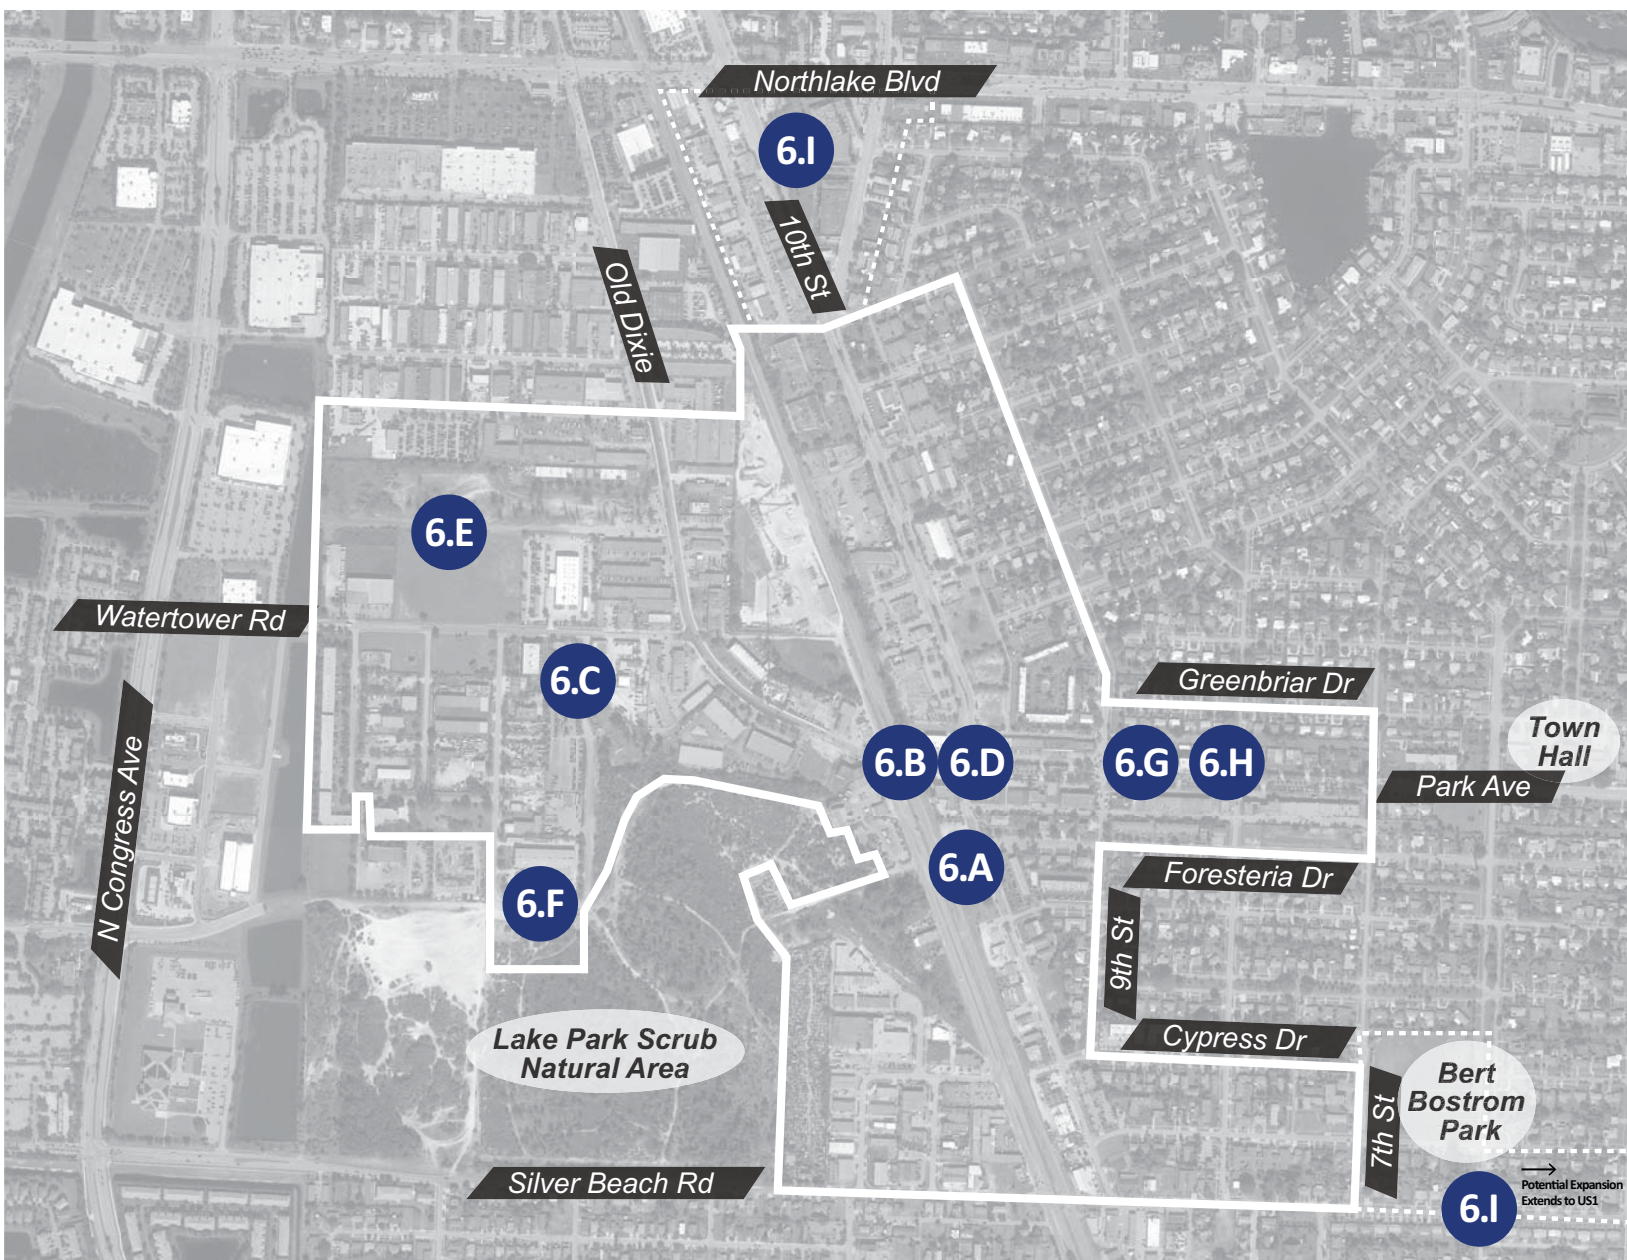 Northlake Blvd
6.I
10th St
Old Dixie
6.E
Watertower Rd
6.C
Greenbriar Dr
Town
Hall
6.B
6.D
6.G
6.H
Park Ave
N Congress Ave
6.A
Foresteria Dr
6.F
9th St
Lake Park Scrub
Natural Area
Cypress Dr
Bert
Bostrom
Park
7th St
Silver Beach Rd
6.I
Potential Expansion
Extends to US1